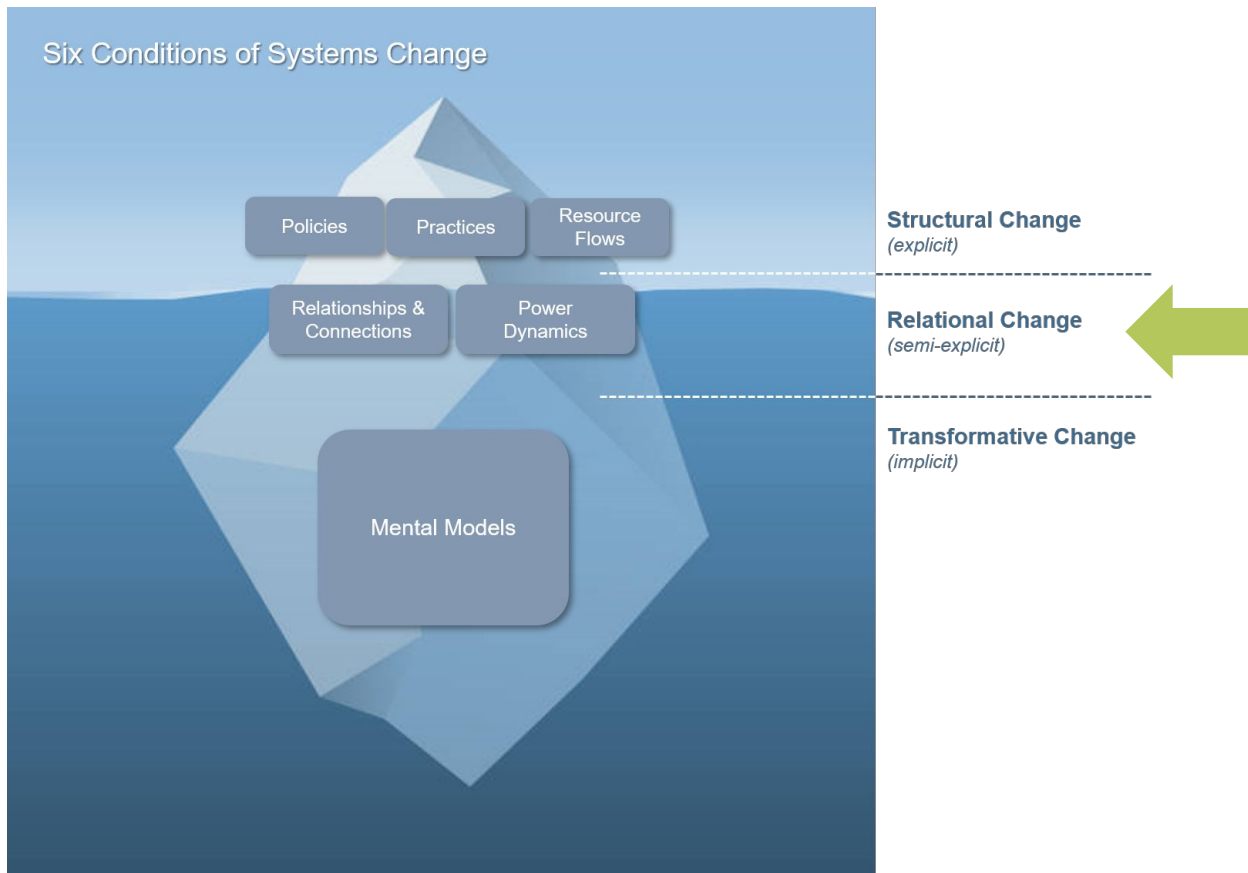 Six Conditions of Systems Change
Policies
Practices
Resource
Flows
Structural Change
(explicit)
Relationships &
Connections
Power
Dynamics
Relational Change
(semi-explicit)
Transformative Change
(implicit)
Mental Models